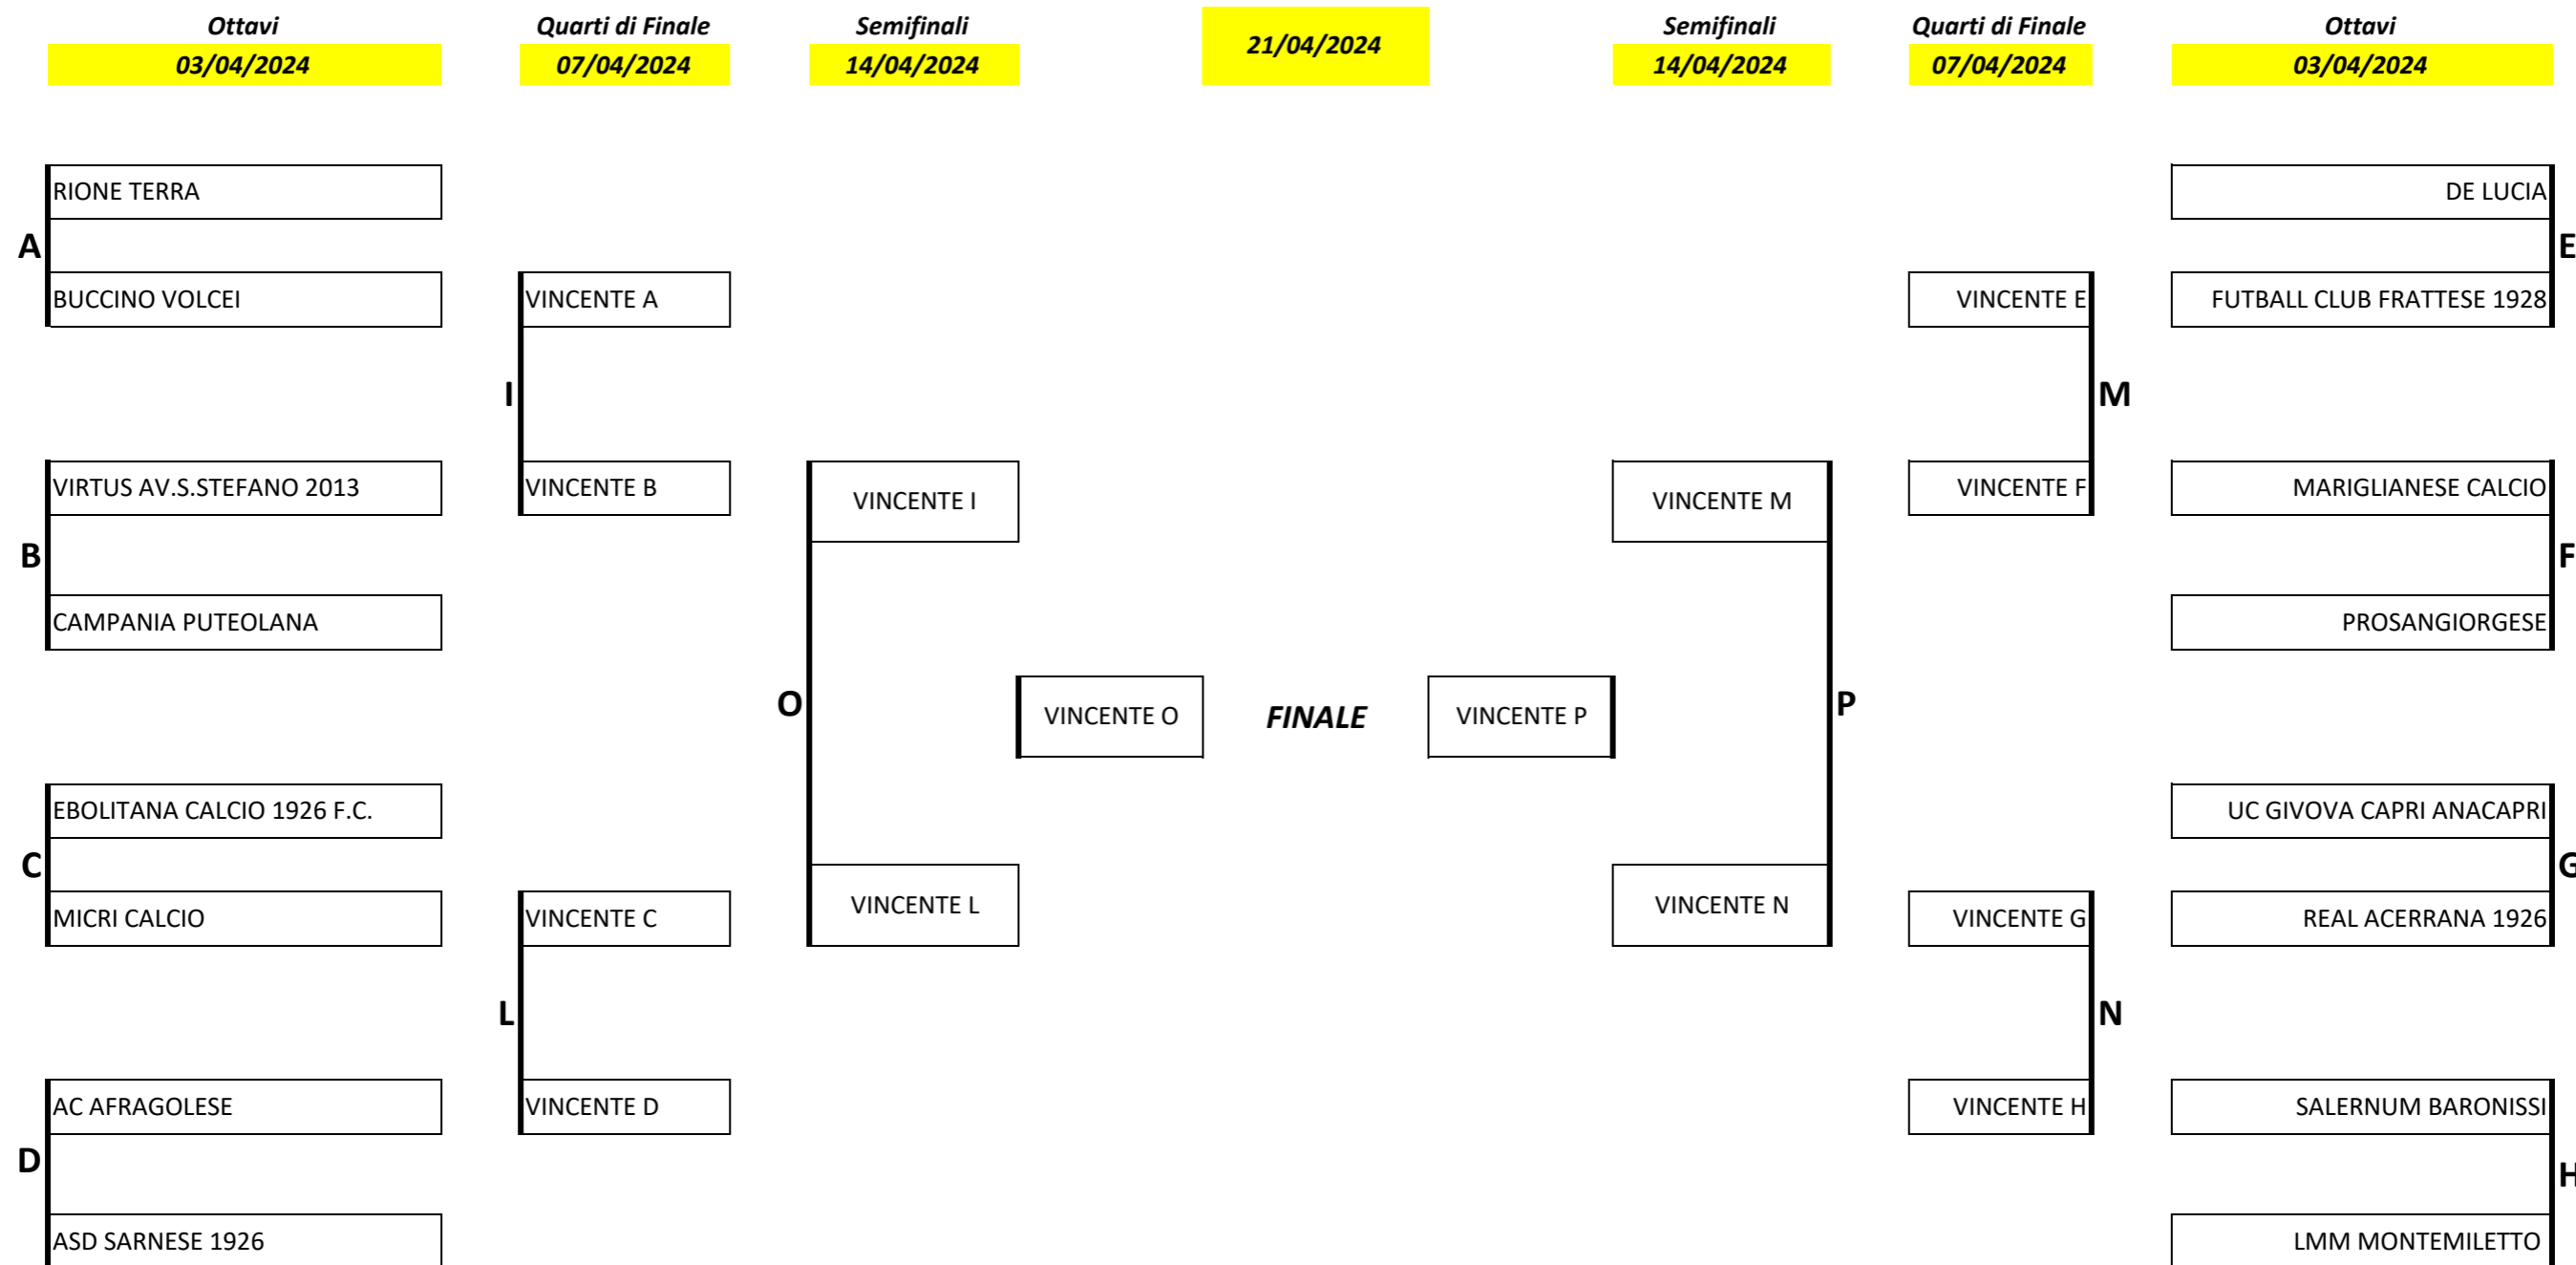 Ottavi Quarti di Finale Semifinali 21/04/2024 Semifinali Quarti di Finale Ottavi
03/04/2024 07/04/2024 14/04/2024 14/04/2024 07/04/2024 03/04/2024
RIONE TERRA DE LUCIA
A E
BUCCINO VOLCEI VINCENTE A VINCENTE E FUTBALL CLUB FRATTESE 1928
I M
VIRTUS AV.S.STEFANO 2013 VINCENTE B VINCENTE I VINCENTE M VINCENTE F MARIGLIANESE CALCIO
B F
CAMPANIA PUTEOLANA PROSANGIORGESE
O P
VINCENTE O FINALE VINCENTE P
EBOLITANA CALCIO 1926 F.C. UC GIVOVA CAPRI ANACAPRI
C G
MICRI CALCIO VINCENTE C VINCENTE L VINCENTE N VINCENTE G REAL ACERRANA 1926
L N
AC AFRAGOLESE VINCENTE D VINCENTE H SALERNUM BARONISSI
D H
ASD SARNESE 1926 LMM MONTEMILETTO